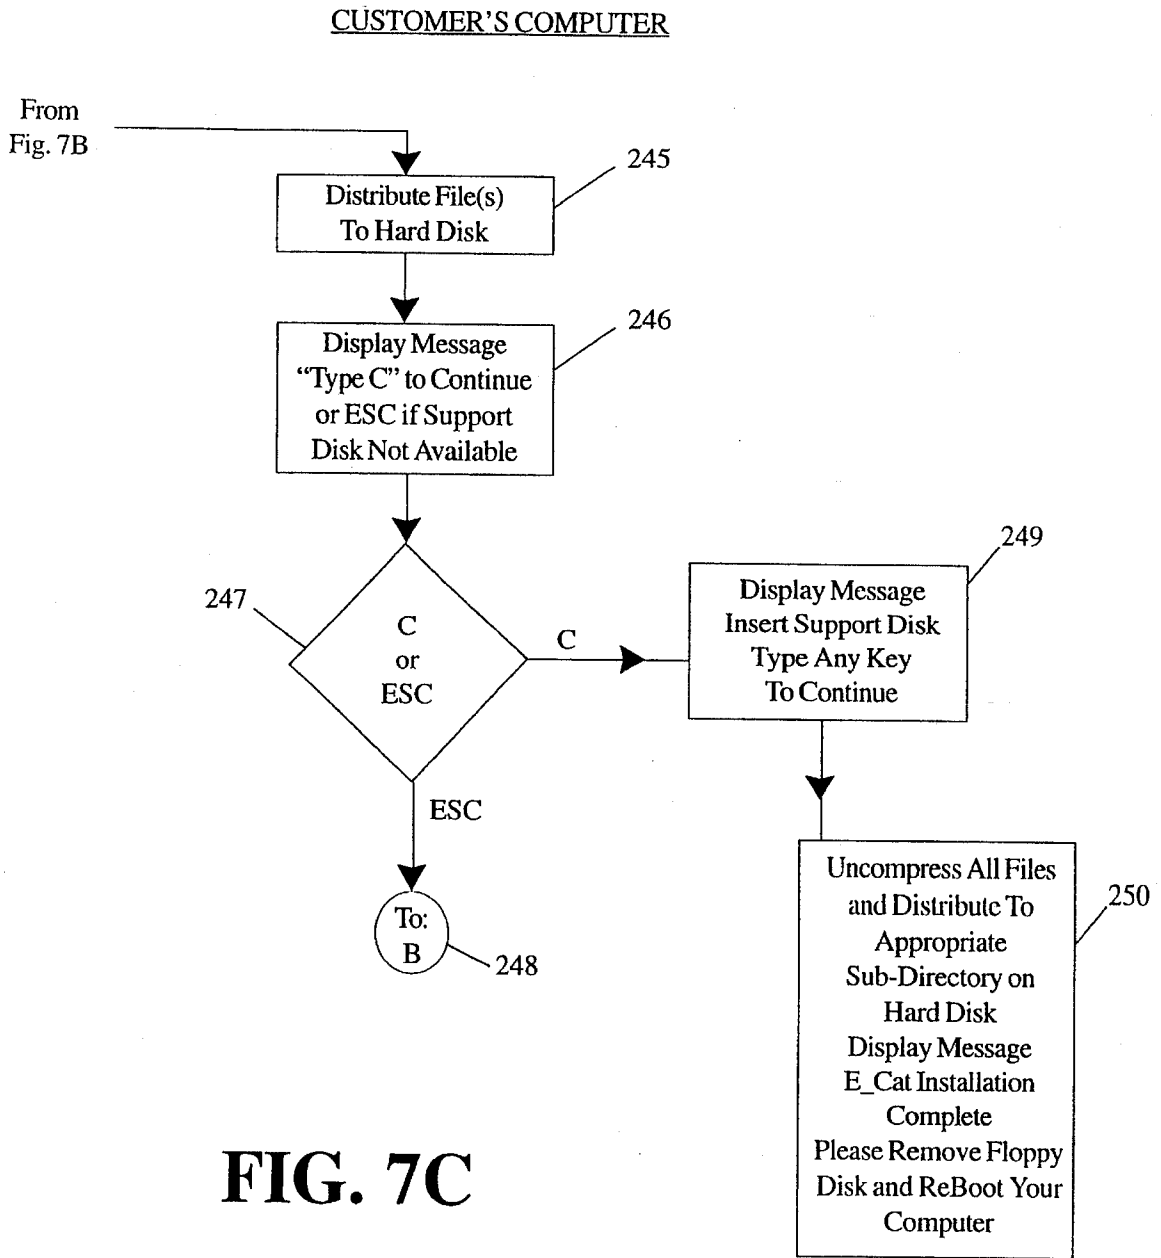 CUSTOMER'S COMPUTER
From
Fig. 7B
245
Distribute File(s)
To Hard Disk
246
Display Message
“Type C” to Continue
or ESC if Support
Disk Not Available
247
C
or
ESC
C
249
Display Message
Insert Support Disk
Type Any Key
To Continue
ESC
To:
B
248
250
Uncompress All Files
and Distribute To
Appropriate
Sub-Directory on
Hard Disk
Display Message
E_Cat Installation
Complete
Please Remove Floppy
Disk and ReBoot Your
Computer
FIG. 7C